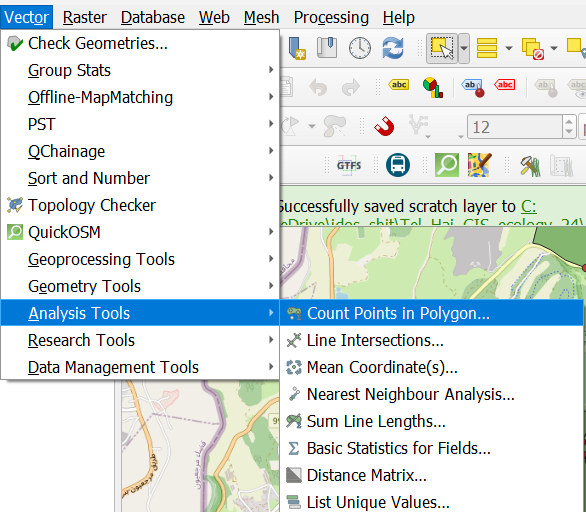 Vector Raster Database Web Mesh Processing Help
Check Geometries...
Group Stats
Offline-MapMatching
PST
QChainage
Sort and Number
Topology Checker
QuickOSM
Geoprocessing Tools
Geometry Tools
Analysis Tools
Research Tools
Data Management Tools
abc abc abc
12
GTFS
Successfully saved scratch layer to C:
Count Points in Polygon...
Line Intersections...
Mean Coordinate(s)...
Nearest Neighbour Analysis...
Sum Line Lengths...
Basic Statistics for Fields...
Distance Matrix...
List Unique Values...